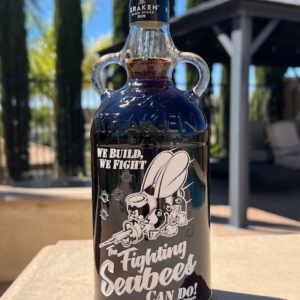 KRAKEN
KRAKEN
WE BUILD,
WE FIGHT
The
Fighting
Seabees
CAN DO!